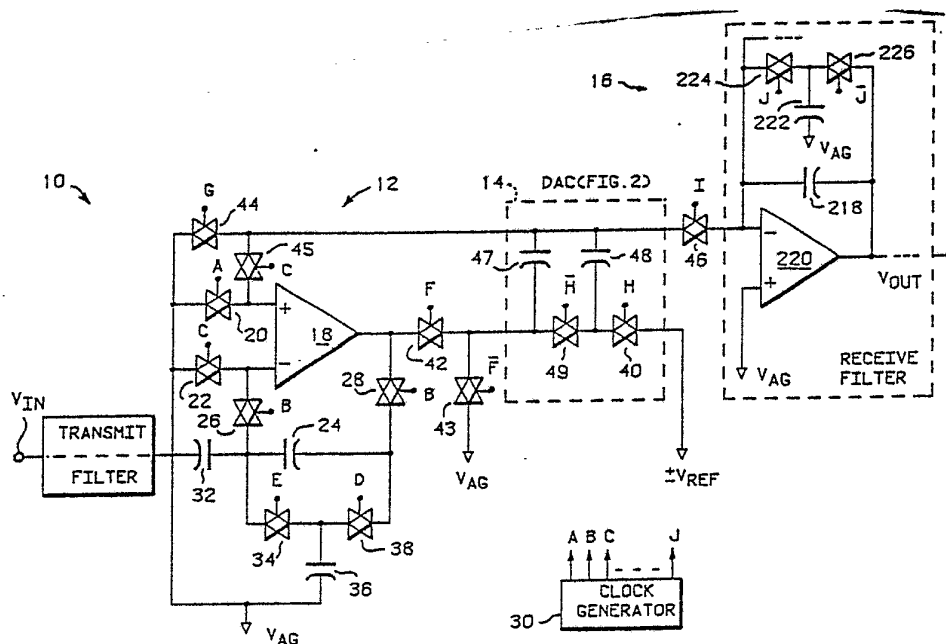 224
226
16
J
J̄
222
V_AG
10
12
14
DAC(FIG.2)
I
218
G
44
45
C
47
48
46
−
220
+
V_OUT
A
+
F
H̄
H
20
C
18
42
49
40
−
22
28
B
F̄
V_AG
RECEIVE
FILTER
V_IN
B
26
24
43
TRANSMIT
FILTER
32
E
D
V_AG
±V_REF
34
38
A B C - - - - J
36
CLOCK
GENERATOR
30
V_AG